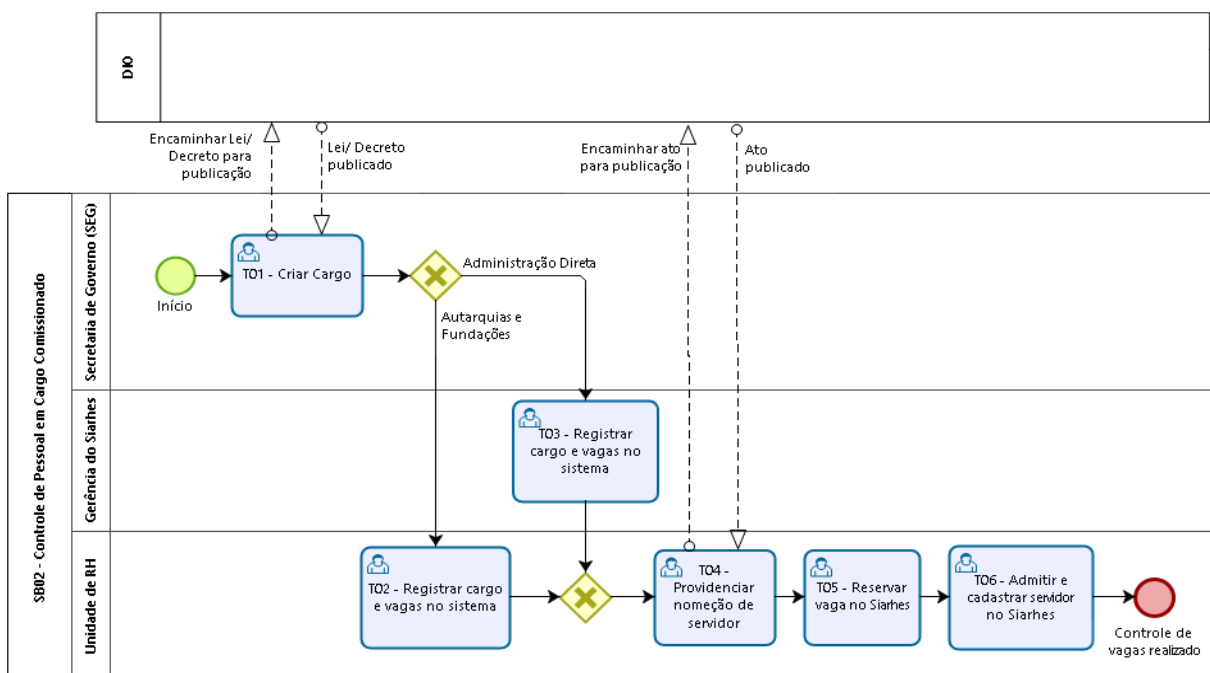 DIO
Encaminhar Lei/
Decreto para
publicação
Lei/ Decreto
publicado
Encaminhar ato
para publicação
Ato
publicado
SB02 - Controle de Pessoal em Cargo Comissionado
Secretaria de Governo (SEG)
Início
T01 - Criar Cargo
Administração Direta
Autarquias e
Fundações
Gerência do Siarhes
T03 - Registrar
cargo e vagas no
sistema
Unidade de RH
T02 - Registrar cargo
e vagas no sistema
T04 -
Providenciar
nomeção de
servidor
T05 - Reservar
vaga no Siarhes
T06 - Admitir e
cadastrar servidor
no Siarhes
Controle de
vagas realizado